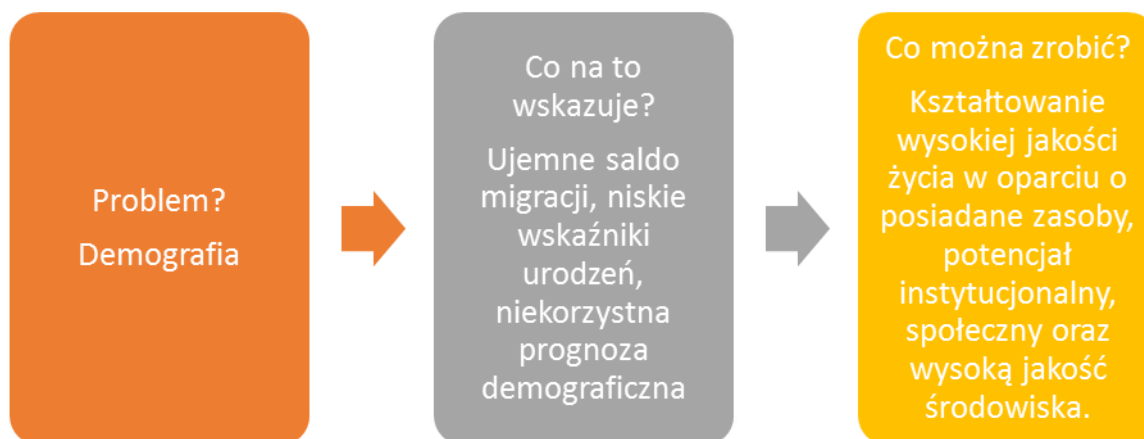 Problem?
Demografia
Co na to
wskazuje?
Ujemne saldo
migracji, niskie
wskaźniki
urodzeń,
niekorzystna
prognoza
demograficzna
Co można zrobić?
Kształtowanie
wysokiej jakości
życia w oparciu o
posiadane zasoby,
potencjał
instytucjonalny,
społeczny oraz
wysoką jakość
środowiska.